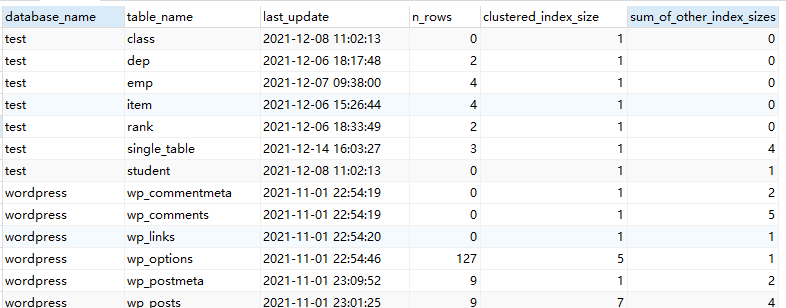 database_name table_name last_update n_rows clustered_index_size sum_of_other_index_sizes
test class 2021-12-08 11:02:13 0 1 0
test dep 2021-12-06 18:17:48 2 1 0
test emp 2021-12-07 09:38:00 4 1 0
test item 2021-12-06 15:26:44 4 1 0
test rank 2021-12-06 18:33:49 2 1 0
test single_table 2021-12-14 16:03:27 3 1 4
test student 2021-12-08 11:02:13 0 1 1
wordpress wp_commentmeta 2021-11-01 22:54:19 0 1 2
wordpress wp_comments 2021-11-01 22:54:19 0 1 5
wordpress wp_links 2021-11-01 22:54:20 0 1 1
wordpress wp_options 2021-11-01 22:54:46 127 5 1
wordpress wp_postmeta 2021-11-01 23:09:52 9 1 2
wordpress wp_posts 2021-11-01 23:01:25 9 7 4